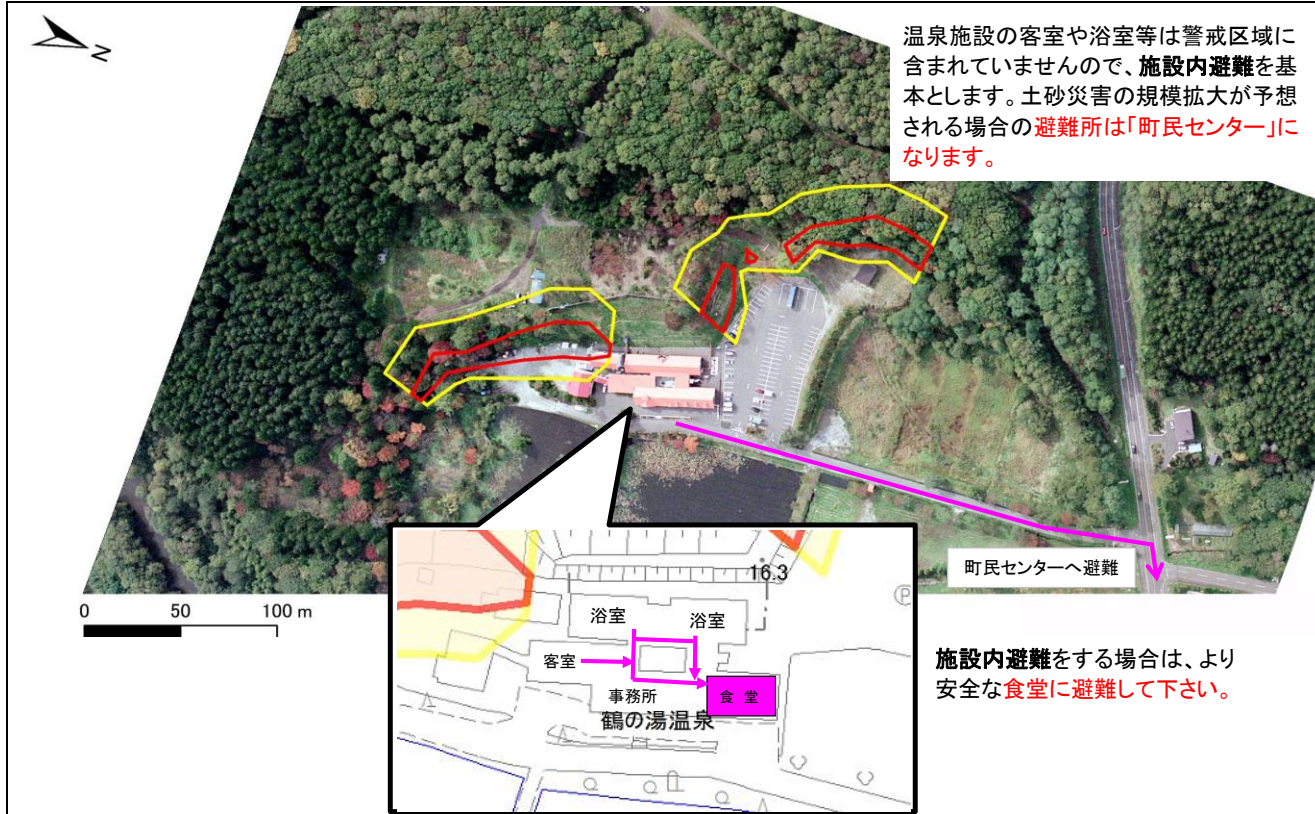 N
温泉施設の客室や浴室等は警戒区域に
含まれていませんので、施設内避難を基
本とします。土砂災害の規模拡大が予想
される場合の避難所は「町民センター」に
なります。
町民センターへ避難
0 50 100 m
16.3
P
浴室 浴室
客室
事務所
食 堂
鶴の湯温泉
施設内避難をする場合は、より
安全な食堂に避難して下さい。